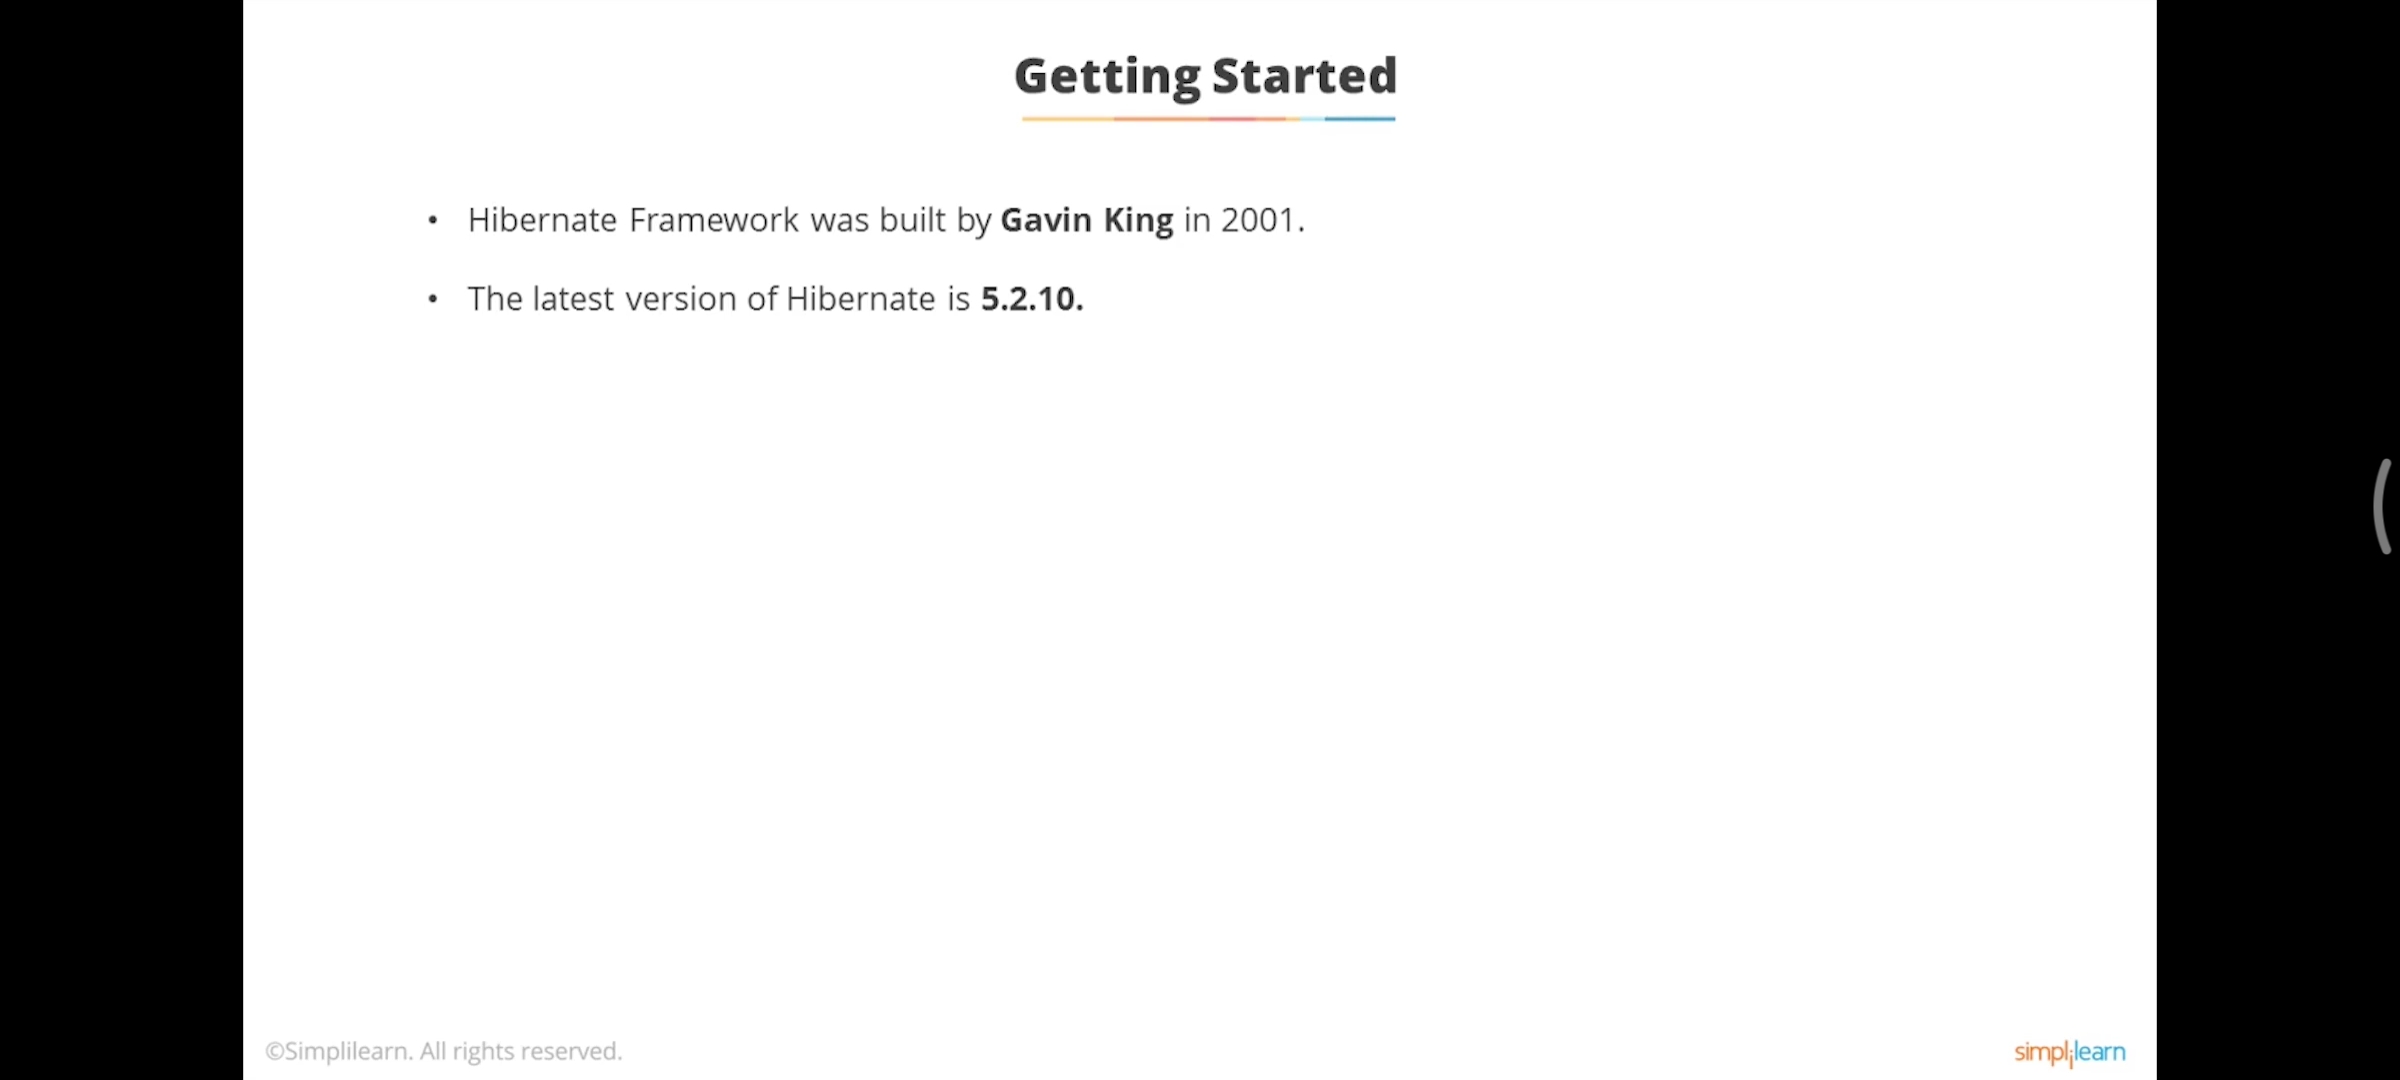 Getting Started
• Hibernate Framework was built by Gavin King in 2001.
• The latest version of Hibernate is 5.2.10.
©Simplilearn. All rights reserved.
simplilearn